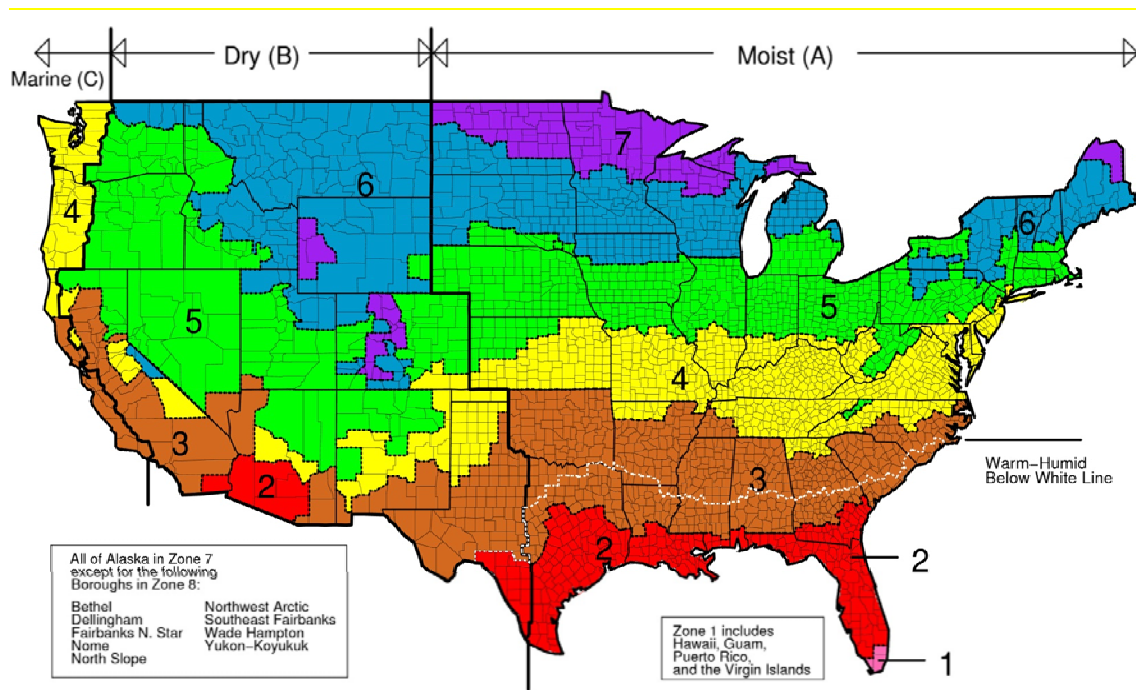 Dry (B)
Moist (A)
Marine (C)
7
6
4
6
5
5
4
3
3
2
2
2
1
Warm-Humid
Below White Line
All of Alaska in Zone 7
except for the following
Boroughs in Zone 8:
Bethel
Dellingham
Fairbanks N. Star
Nome
North Slope
Northwest Arctic
Southeast Fairbanks
Wade Hampton
Yukon-Koyukuk
Zone 1 includes
Hawaii, Guam,
Puerto Rico,
and the Virgin Islands